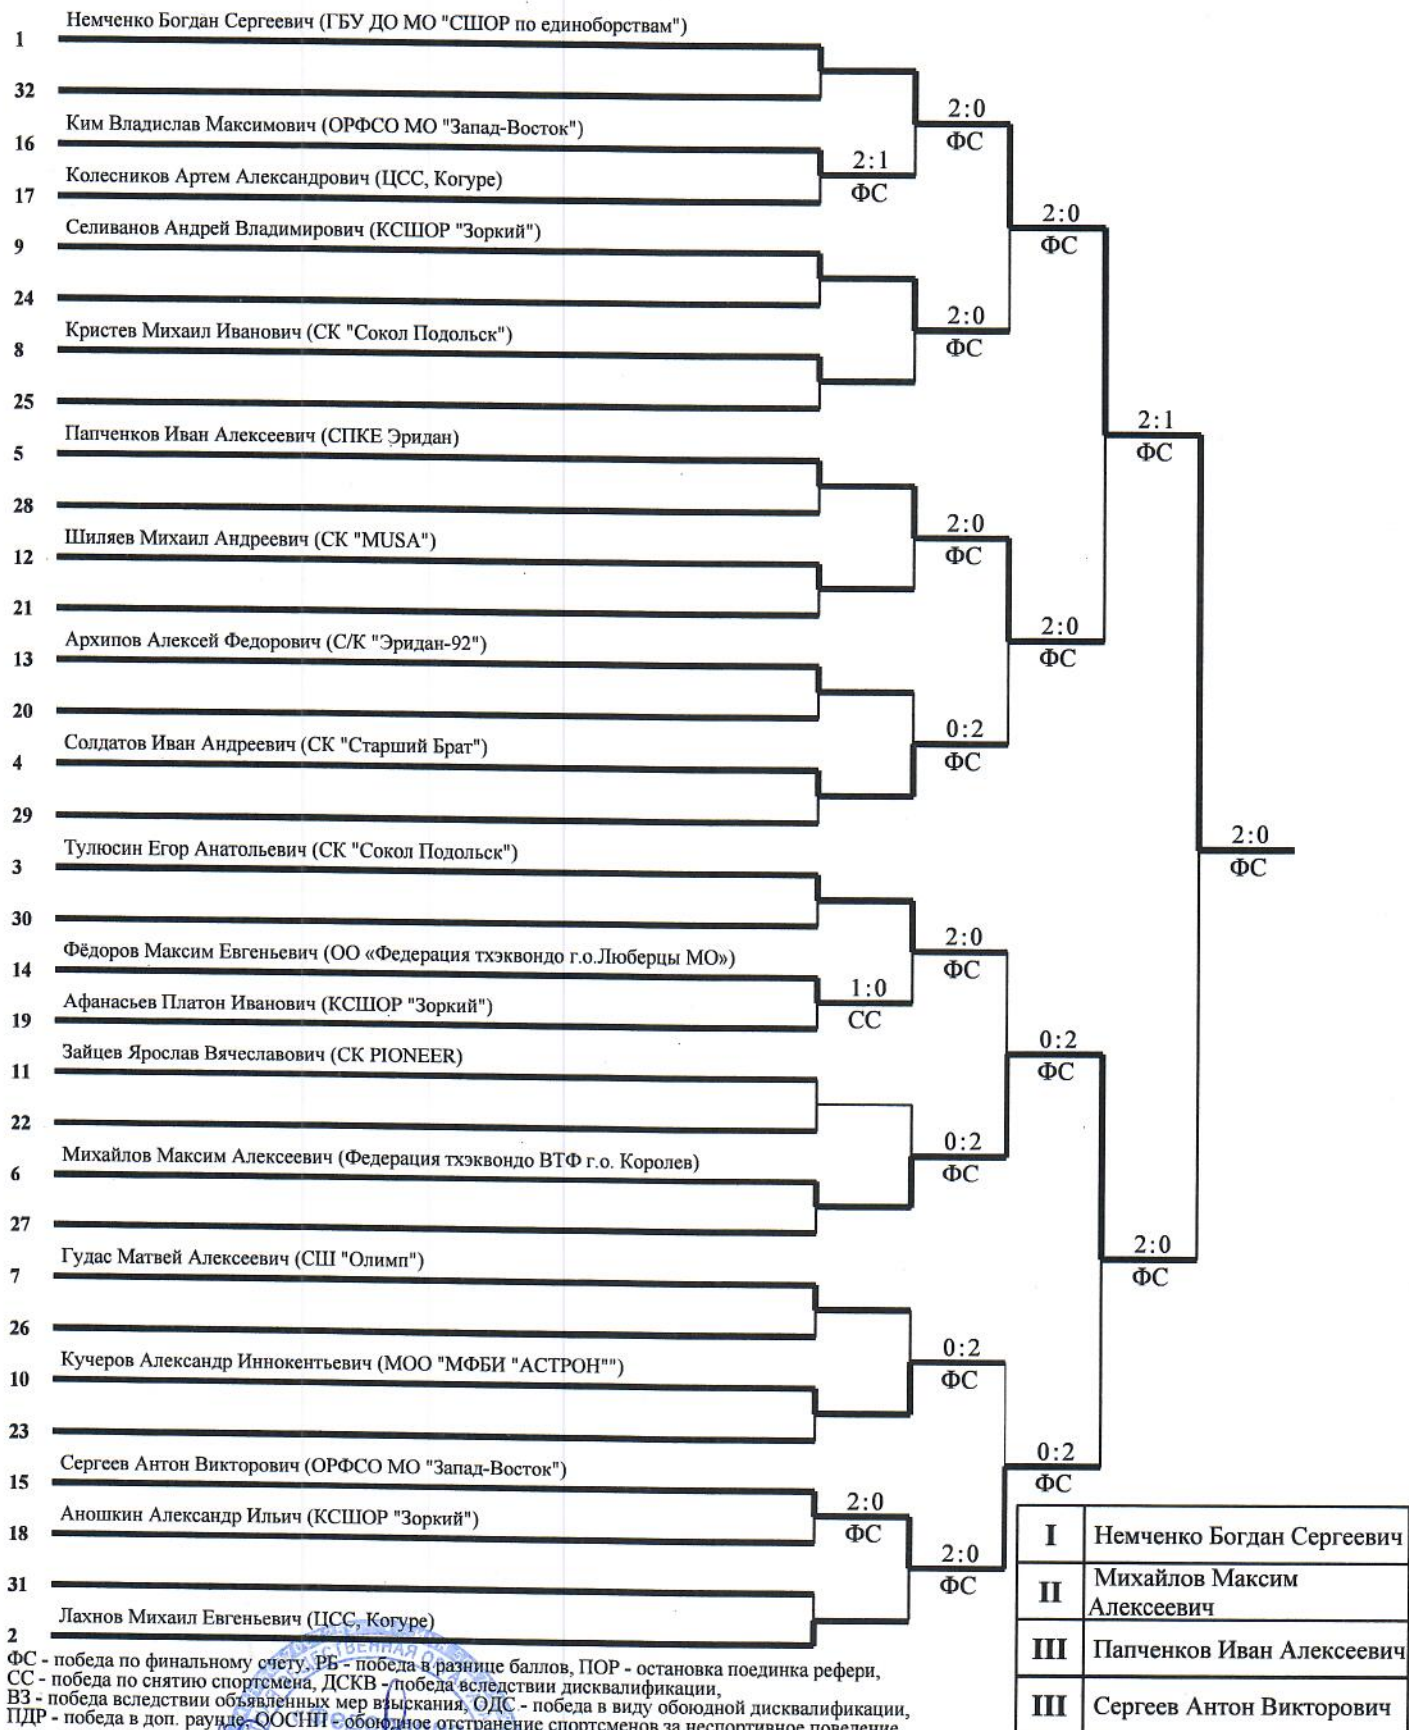 Немченко Богдан Сергеевич (ГБУ ДО МО "СШОР по единоборствам")
1
32
2:0
ФС
Ким Владислав Максимович (ОРФСО МО "Запад-Восток")
16
2:1
ФС
Колесников Артем Александрович (ЦСС, Когуре)
17
2:0
ФС
Селиванов Андрей Владимирович (КСШОР "Зоркий")
9
24
2:0
ФС
Кристев Михаил Иванович (СК "Сокол Подольск")
8
25
2:1
ФС
Папченков Иван Алексеевич (СПКЕ Эридан)
5
28
2:0
ФС
Шиляев Михаил Андреевич (СК "MUSA")
12
21
2:0
ФС
Архипов Алексей Федорович (С/К "Эридан-92")
13
20
0:2
ФС
Солдатов Иван Андреевич (СК "Старший Брат")
4
29
2:0
ФС
Тулюсин Егор Анатольевич (СК "Сокол Подольск")
3
30
2:0
ФС
Фёдоров Максим Евгеньевич (ОО «Федерация тхэквондо г.о.Люберцы МО»)
14
1:0
СС
Афанасьев Платон Иванович (КСШОР "Зоркий")
19
0:2
ФС
Зайцев Ярослав Вячеславович (СК PIONEER)
11
22
0:2
ФС
Михайлов Максим Алексеевич (Федерация тхэквондо ВТФ г.о. Королев)
6
27
2:0
ФС
Гудас Матвей Алексеевич (СШ "Олимп")
7
26
0:2
ФС
Кучеров Александр Иннокентьевич (МОО "МФБИ "АСТРОН"")
10
23
0:2
ФС
Сергеев Антон Викторович (ОРФСО МО "Запад-Восток")
15
2:0
ФС
Аношкин Александр Ильич (КСШОР "Зоркий")
18
2:0
ФС
31
Лахнов Михаил Евгеньевич (ЦСС, Когуре)
2
I Немченко Богдан Сергеевич
II Михайлов Максим
Алексеевич
III Папченков Иван Алексеевич
III Сергеев Антон Викторович
ФС - победа по финальному счету, РБ - победа в разнице баллов, ПОР - остановка поединка рефери,
СС - победа по снятию спортсмена, ДСКВ - победа вследствии дисквалификации,
ВЗ - победа вследствии объявленных мер взыскания, ОДС - победа в виду обоюдной дисквалификации,
ПДР - победа в доп. раунде, ООСНП - обоюдное отстранение спортсменов за неспортивное поведение